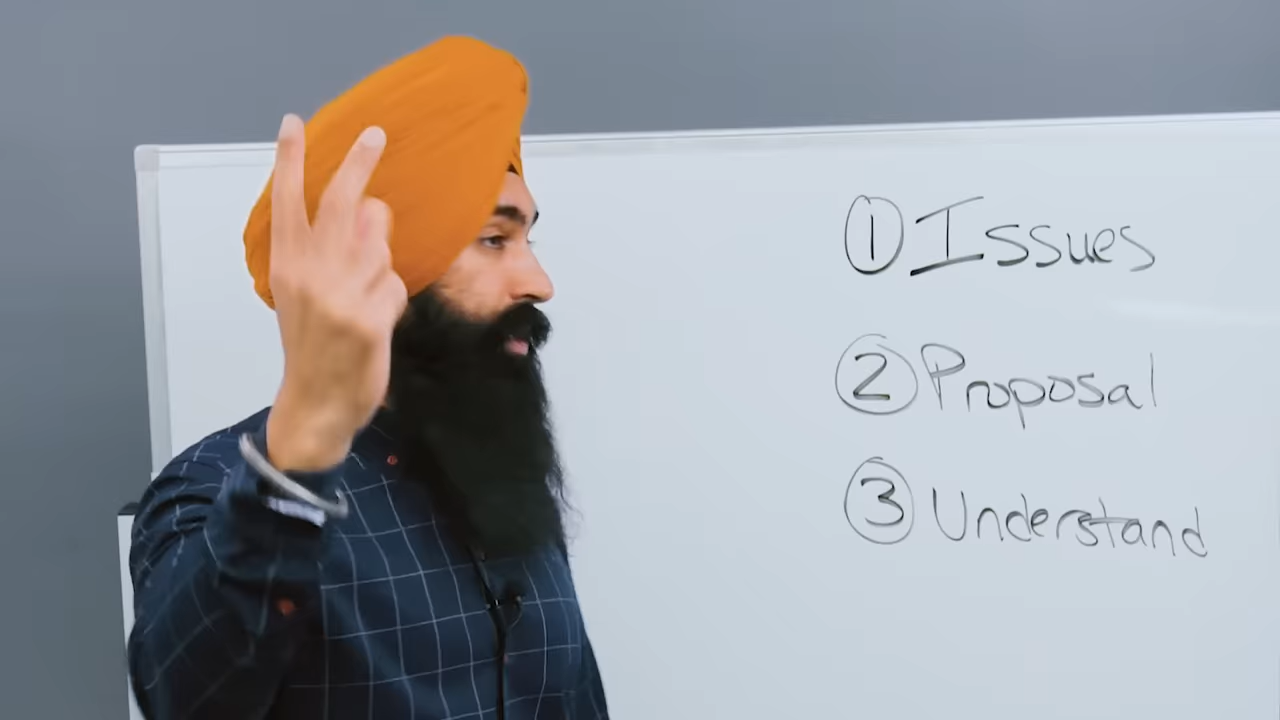 ① Issues
② Proposal
③ Understand